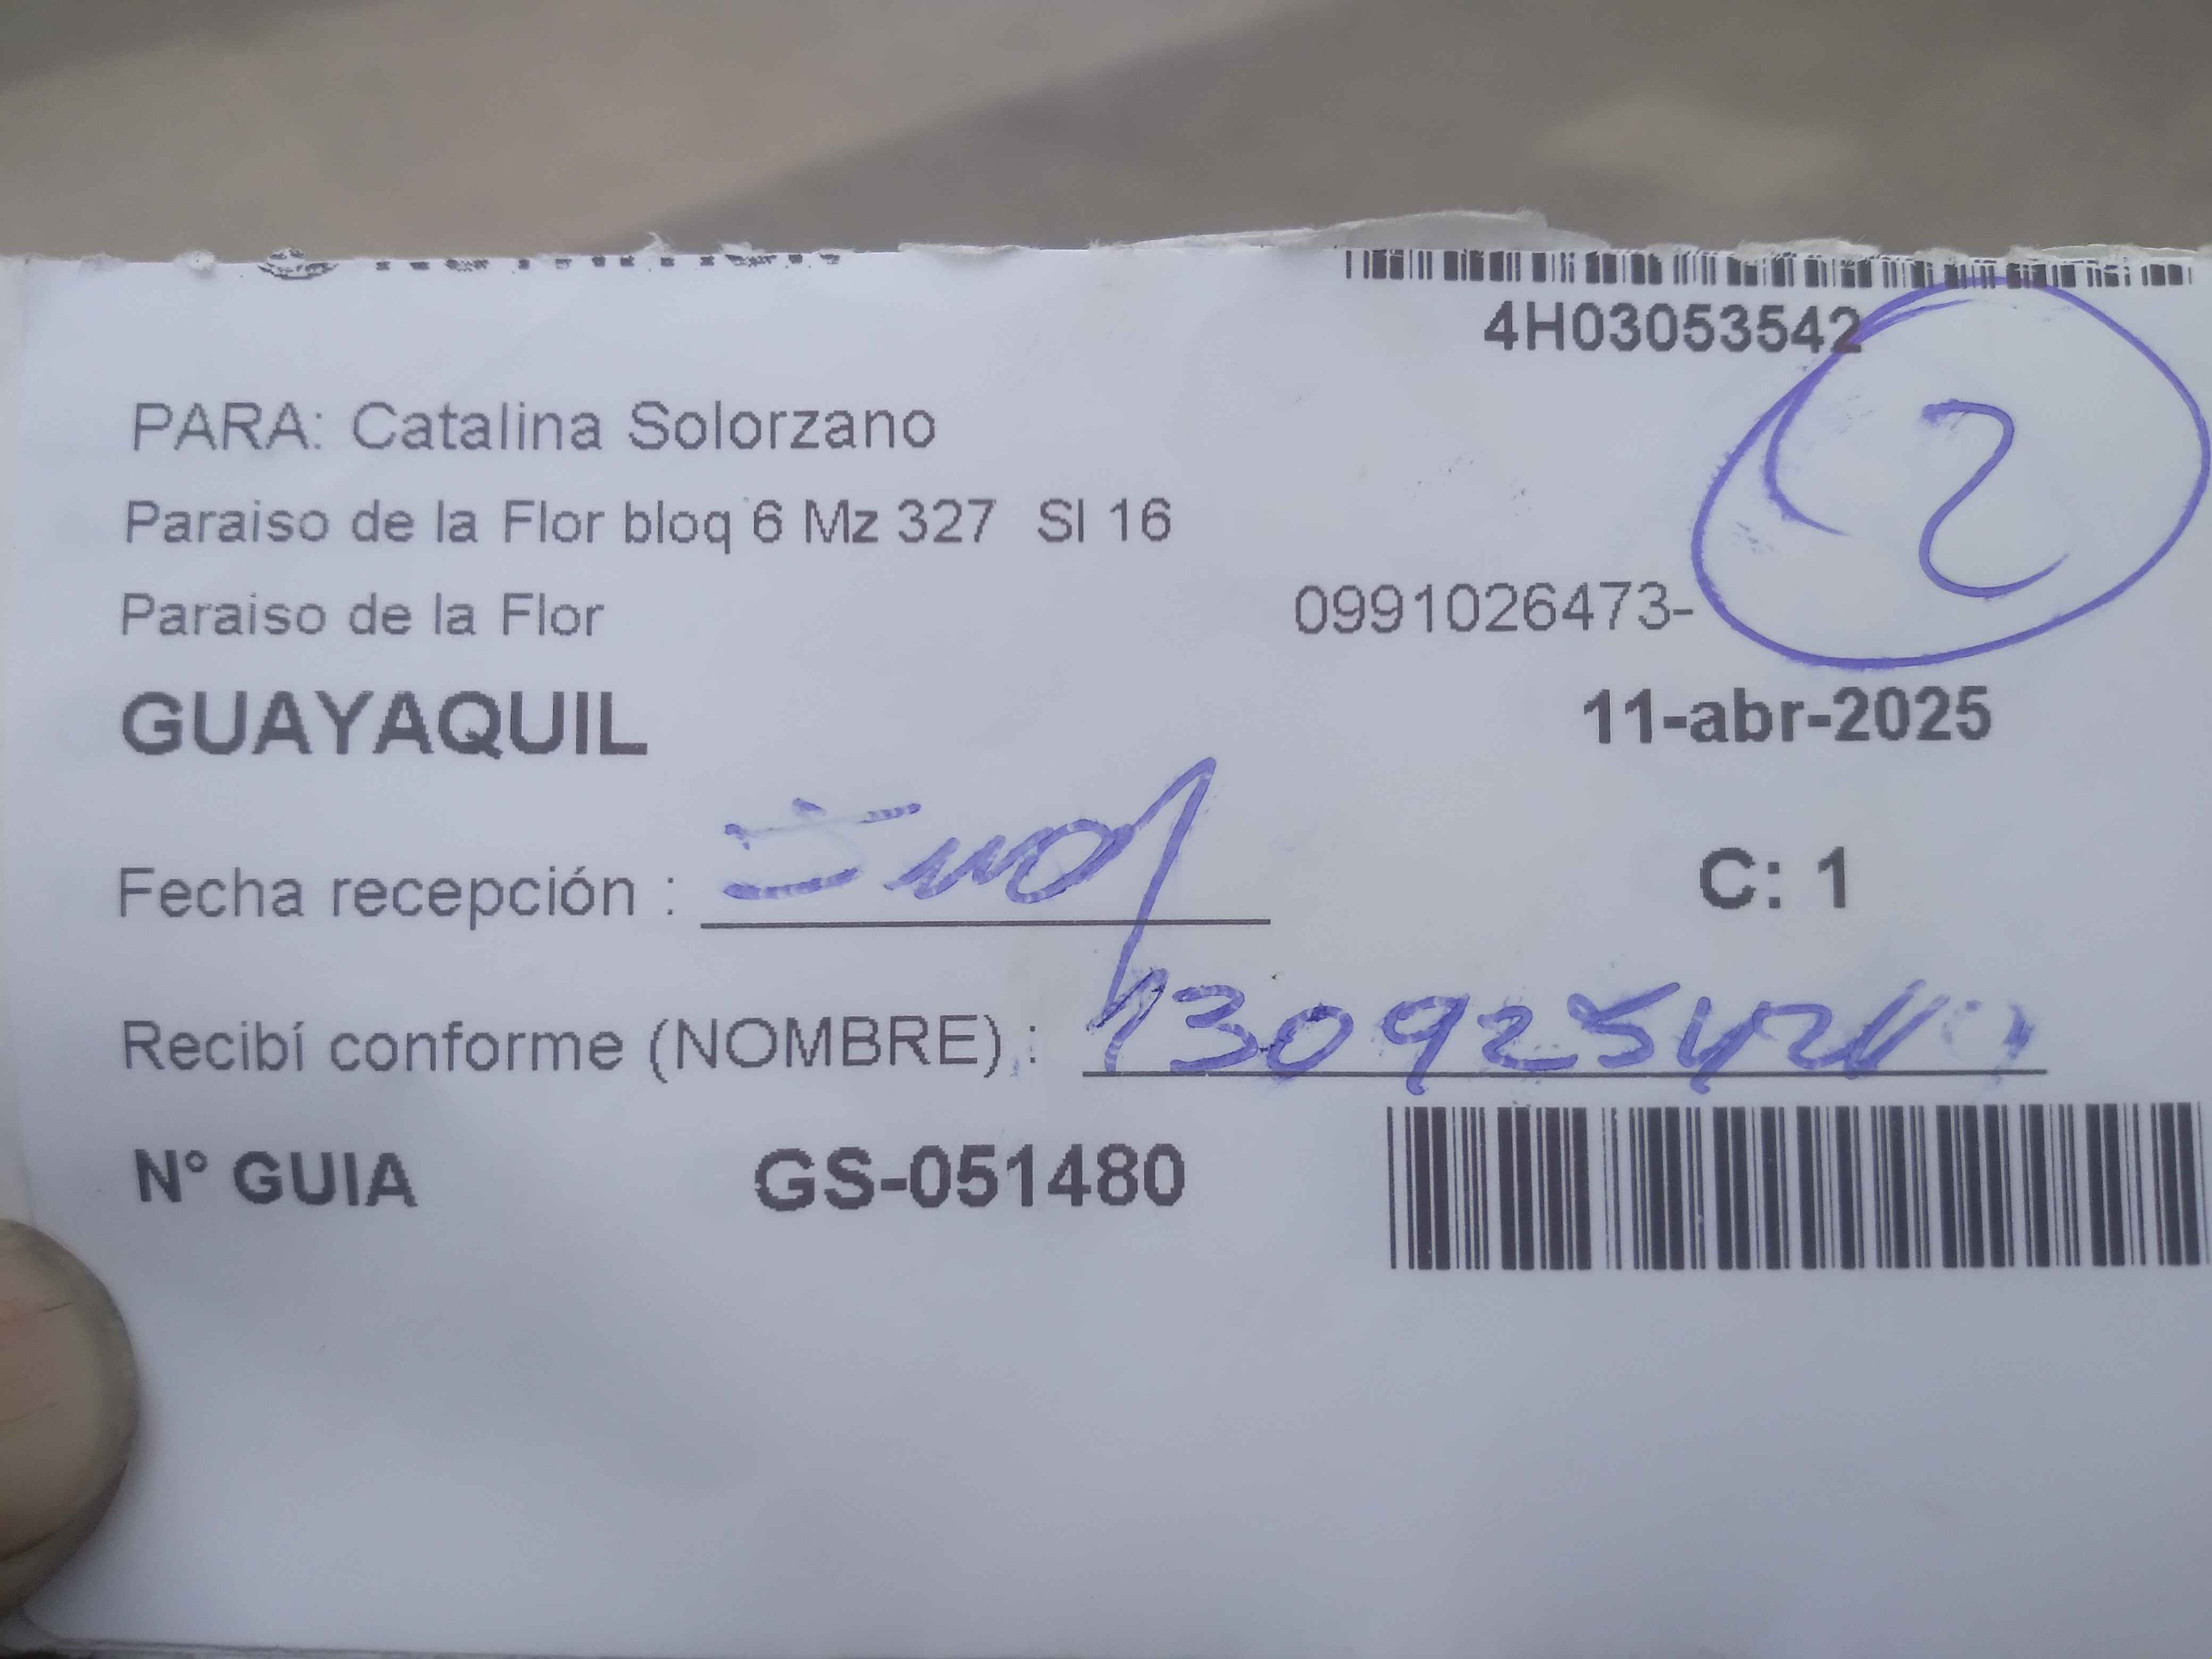 4H03053542
PARA: Catalina Solorzano
2
Paraiso de la Flor bloq 6 Mz 327 Sl 16
Paraiso de la Flor 0991026473-
GUAYAQUIL 11-abr-2025
Fecha recepción :
C: 1
Recibí conforme (NOMBRE) :
N° GUIA GS-051480